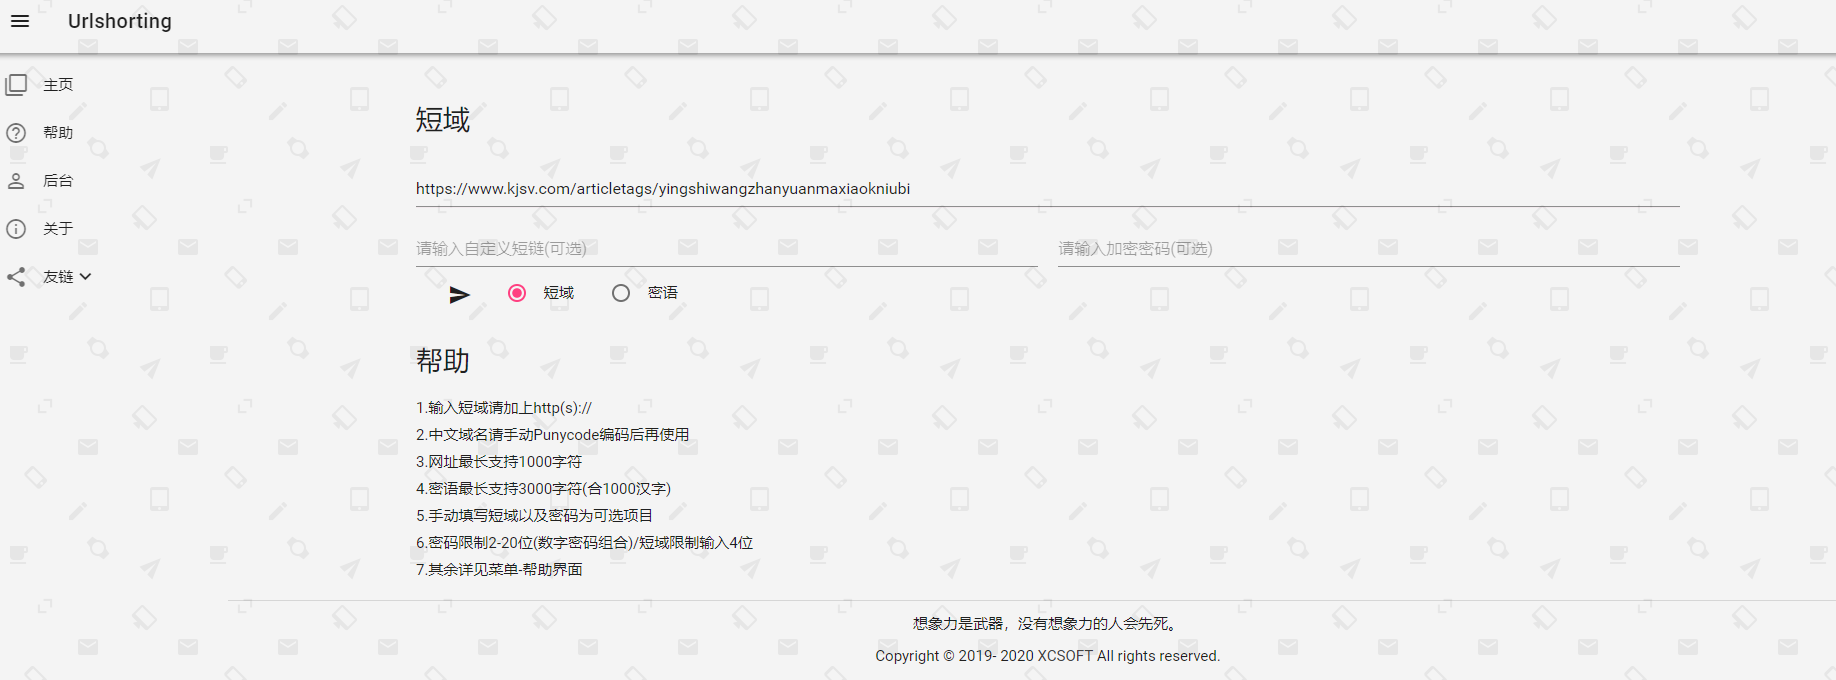 Urlshorting
主页
帮助
后台
关于
友链
短域
https://www.kjsv.com/articletags/yingshiwangzhanyuanmaxiaokniubi
请输入自定义短链(可选)
请输入加密密码(可选)
短域
密语
帮助
1.输入短域请加上http(s)://
2.中文域名请手动Punycode编码后再使用
3.网址最长支持1000字符
4.密语最长支持3000字符(合1000汉字)
5.手动填写短域以及密码为可选项目
6.密码限制2-20位(数字密码组合)/短域限制输入4位
7.其余详见菜单-帮助界面
想象力是武器，没有想象力的人会先死。
Copyright © 2019- 2020 XCSOFT All rights reserved.